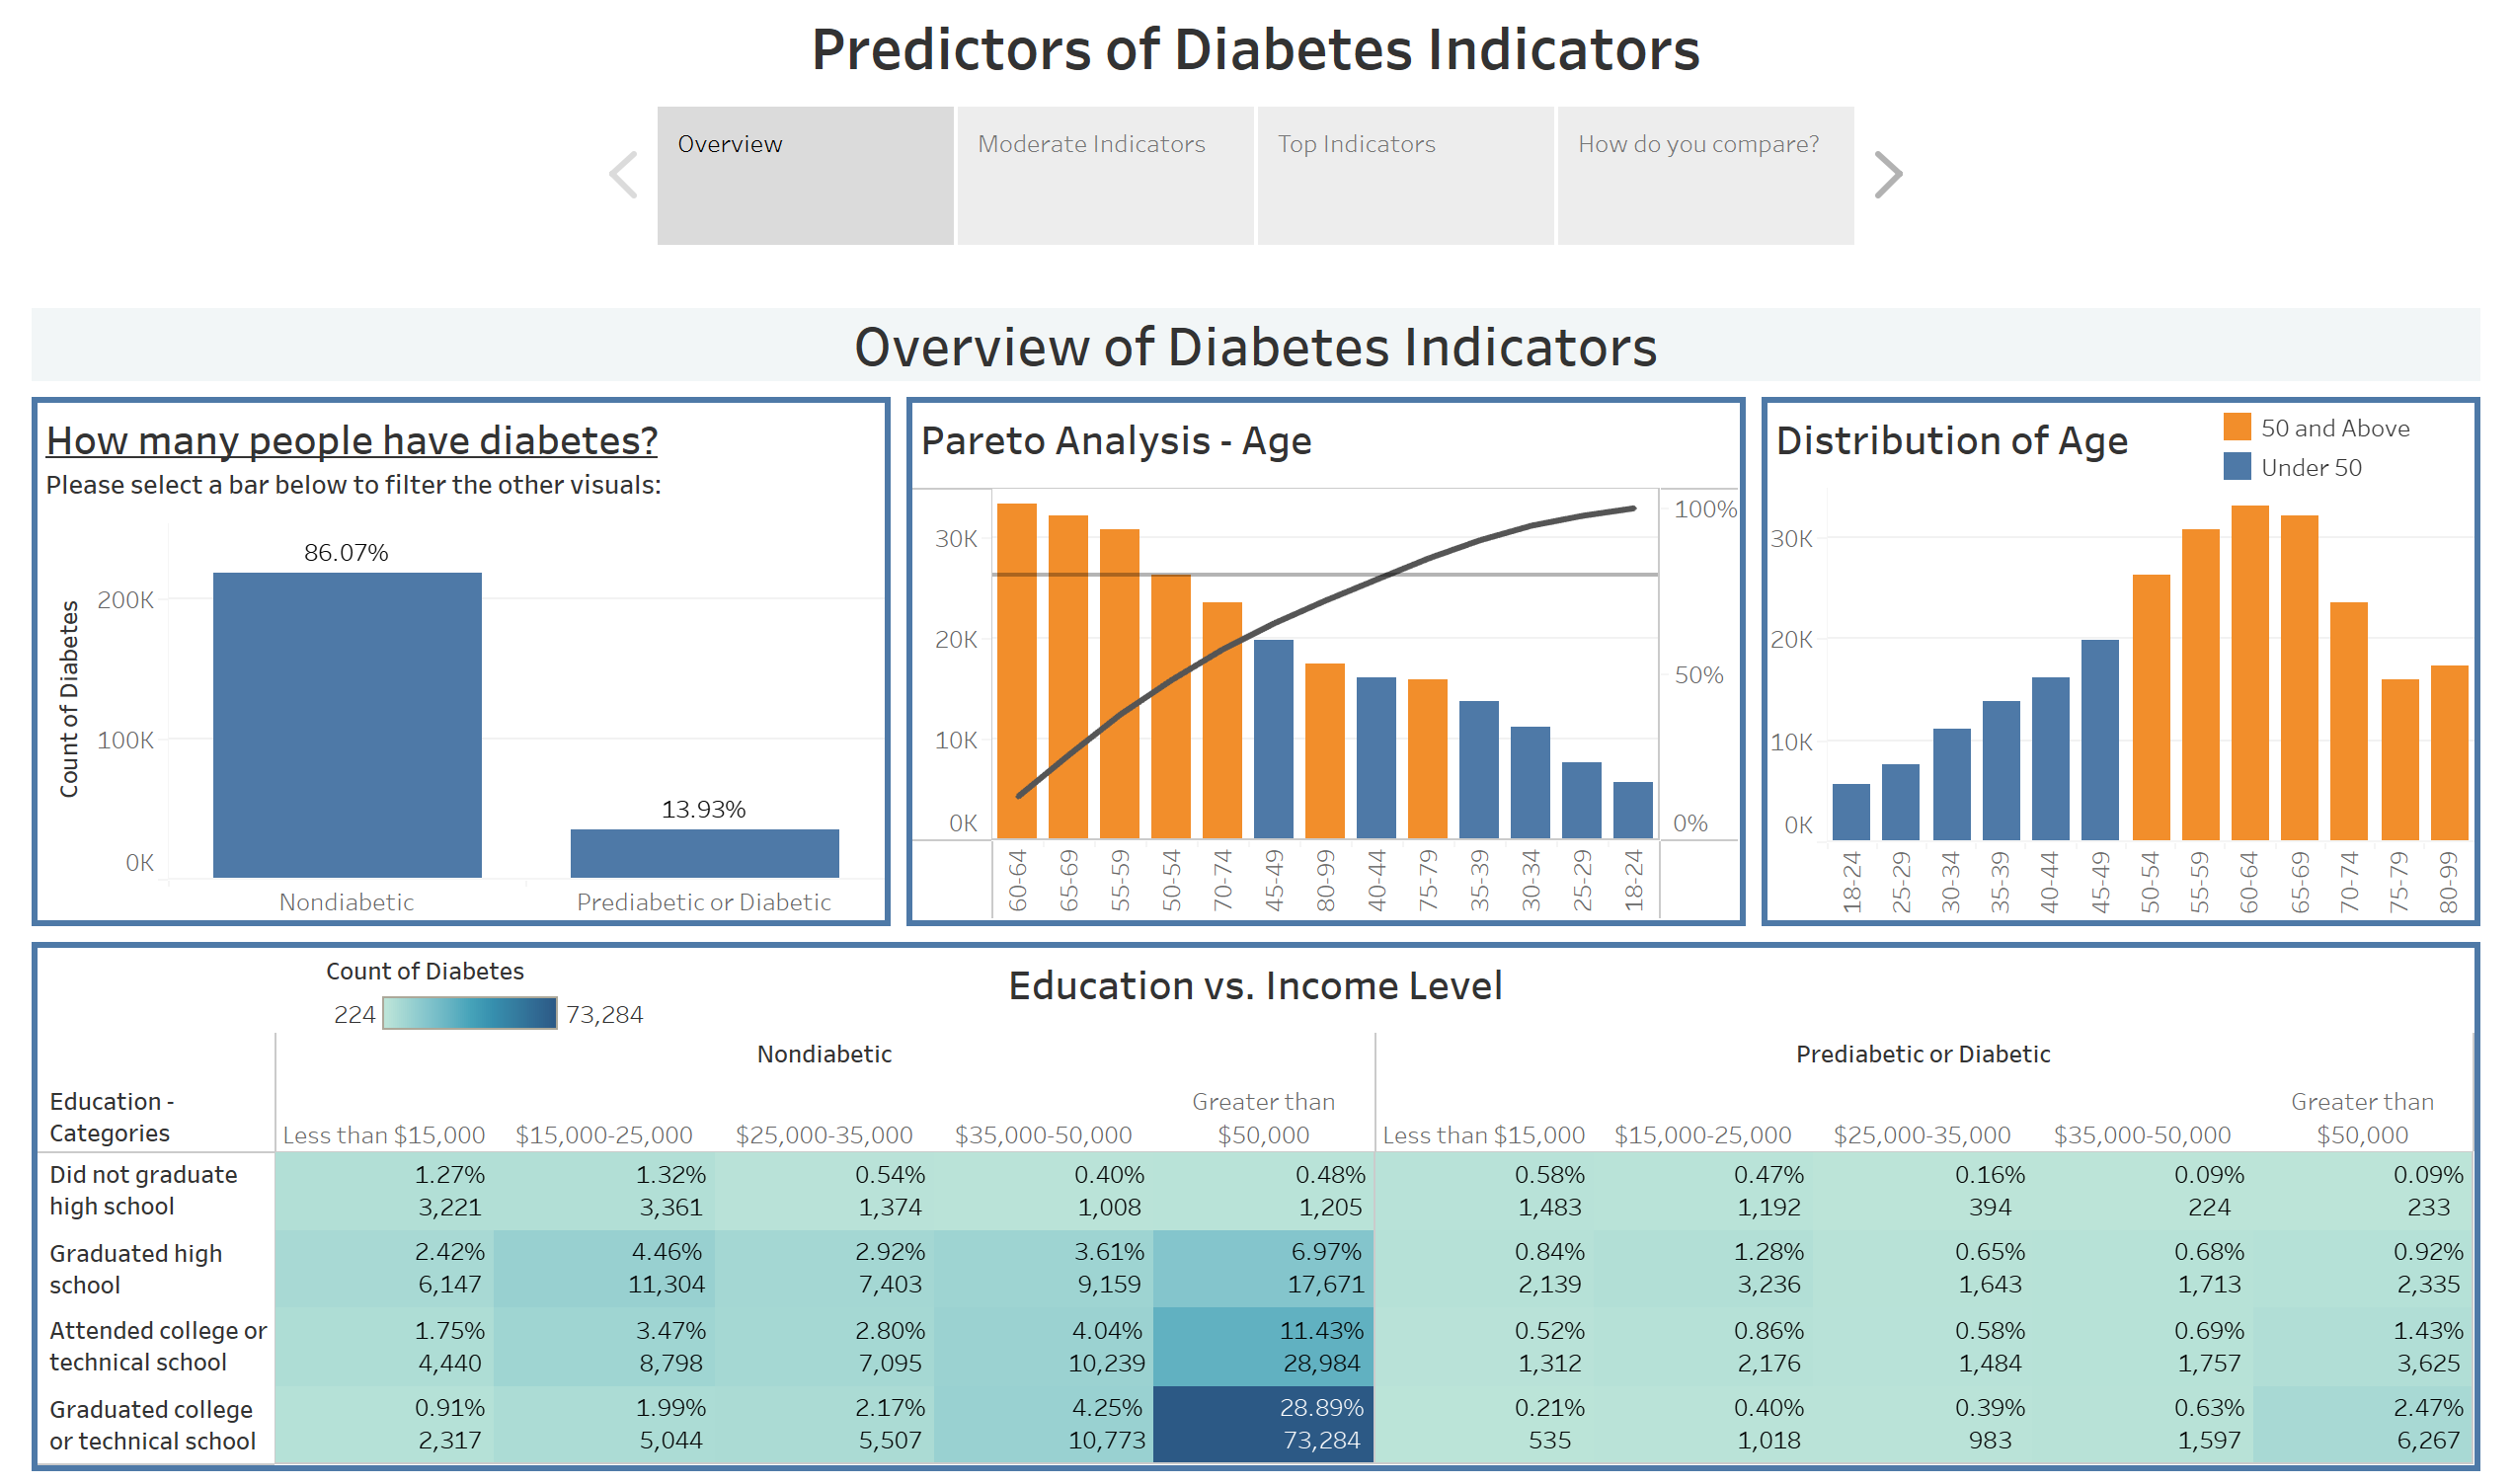 Predictors of Diabetes Indicators
Overview
Moderate Indicators
Top Indicators
How do you compare?
Overview of Diabetes Indicators
How many people have diabetes?
Please select a bar below to filter the other visuals:
Count of Diabetes
200K
100K
0K
86.07%
13.93%
Nondiabetic
Prediabetic or Diabetic
Pareto Analysis - Age
30K
20K
10K
0K
100%
50%
0%
60-64
65-69
55-59
50-54
70-74
45-49
80-99
40-44
75-79
35-39
30-34
25-29
18-24
Distribution of Age
50 and Above
Under 50
30K
20K
10K
0K
18-24
25-29
30-34
35-39
40-44
45-49
50-54
55-59
60-64
65-69
70-74
75-79
80-99
Count of Diabetes
224 73,284
Education vs. Income Level
Nondiabetic Prediabetic or Diabetic
Education - Greater than Greater than
Categories Less than $15,000 $15,000-25,000 $25,000-35,000 $35,000-50,000 $50,000 Less than $15,000 $15,000-25,000 $25,000-35,000 $35,000-50,000 $50,000
Did not graduate 1.27% 1.32% 0.54% 0.40% 0.48% 0.58% 0.47% 0.16% 0.09% 0.09%
high school 3,221 3,361 1,374 1,008 1,205 1,483 1,192 394 224 233
Graduated high 2.42% 4.46% 2.92% 3.61% 6.97% 0.84% 1.28% 0.65% 0.68% 0.92%
school 6,147 11,304 7,403 9,159 17,671 2,139 3,236 1,643 1,713 2,335
Attended college or 1.75% 3.47% 2.80% 4.04% 11.43% 0.52% 0.86% 0.58% 0.69% 1.43%
technical school 4,440 8,798 7,095 10,239 28,984 1,312 2,176 1,484 1,757 3,625
Graduated college 0.91% 1.99% 2.17% 4.25% 28.89% 0.21% 0.40% 0.39% 0.63% 2.47%
or technical school 2,317 5,044 5,507 10,773 73,284 535 1,018 983 1,597 6,267